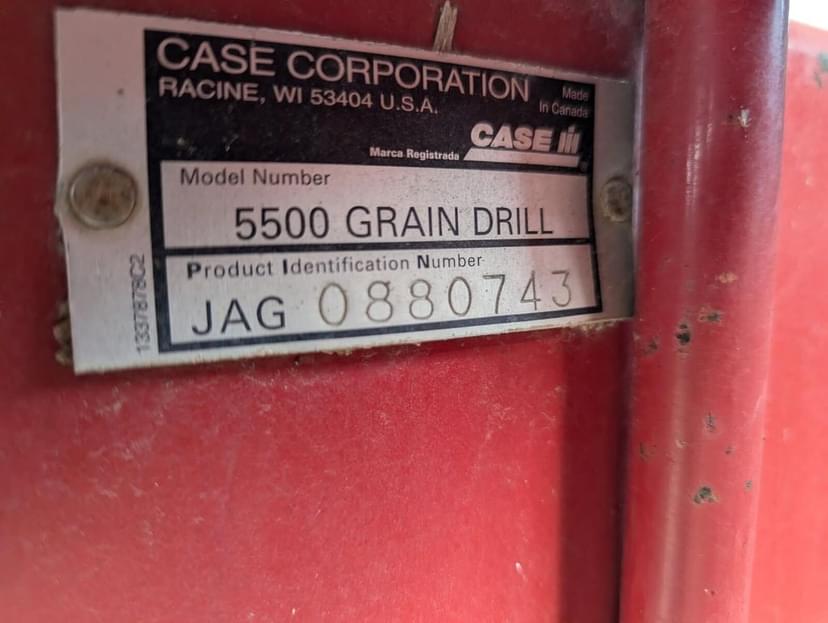 CASE CORPORATION
RACINE, WI 53404 U.S.A.
Made
In Canada
Marca Registrada CASE IH
®
Model Number
5500 GRAIN DRILL
Product Identification Number
JAG 0880743
1337878C2